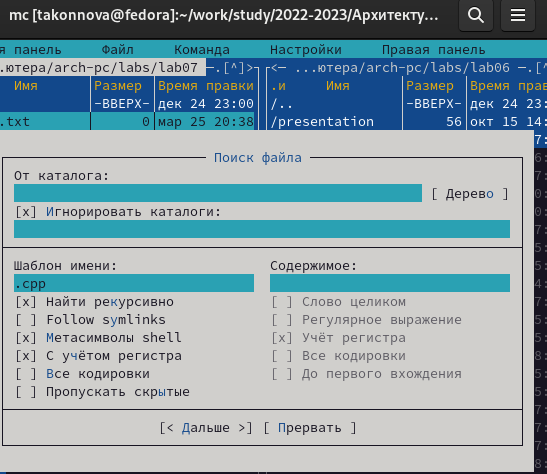 mc [takonnova@fedora]:~/work/study/2022-2023/Архитекту...
я панель Файл Команда Настройки Правая панель
...ютера/arch-pc/labs/lab07 .[^]> <- ...ютера/arch-pc/labs/lab06 .[^
Имя Размер Время правки .и Имя Размер Время прав
-ВВЕРХ- дек 24 23:00 /.. -ВВЕРХ- дек 24 23:
.txt 0 мар 25 20:38 /presentation 56 окт 15 14:
Поиск файла
От каталога:
[ Дерево ]
[x] Игнорировать каталоги:
Шаблон имени: Содержимое:
.cpp
[x] Найти рекурсивно [ ] Слово целиком
[ ] Follow symlinks [ ] Регулярное выражение
[x] Метасимволы shell [x] Учёт регистра
[x] С учётом регистра [ ] Все кодировки
[ ] Все кодировки [ ] До первого вхождения
[ ] Пропускать скрытые
[< Дальше >] [ Прервать ]